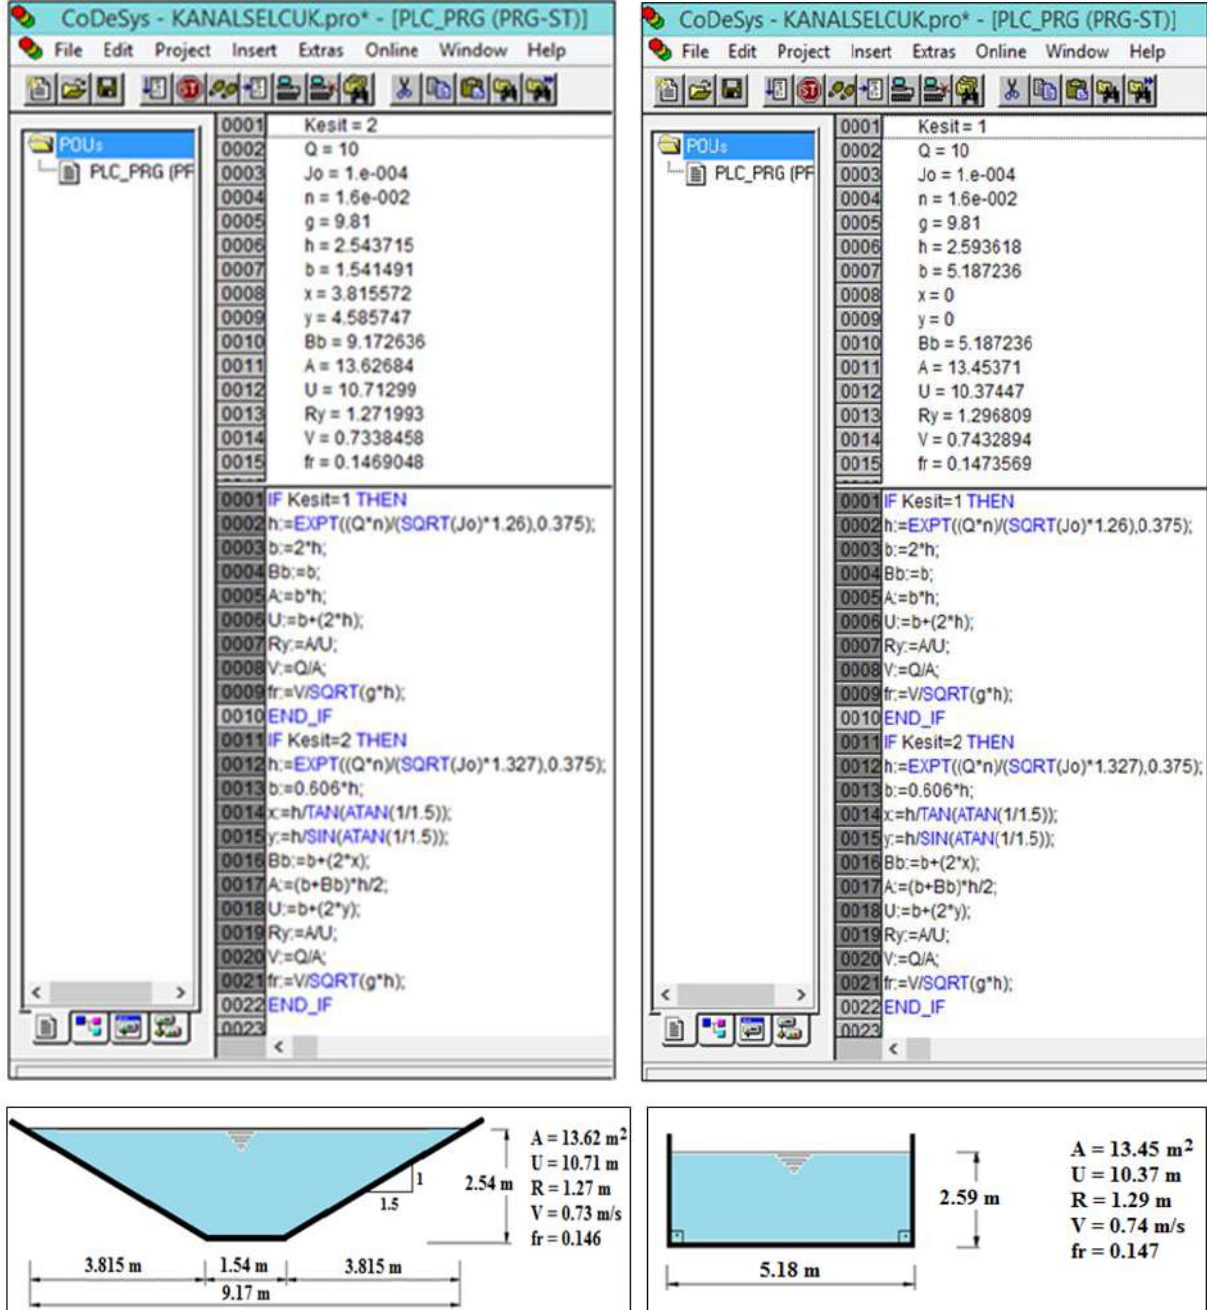 CoDeSys - KANALSELCUK.pro* - [PLC_PRG (PRG-ST)]
File Edit Project Insert Extras Online Window Help
POUs
PLC_PRG (PF
0001 Kesit = 2
0002 Q = 10
0003 Jo = 1.e-004
0004 n = 1.6e-002
0005 g = 9.81
0006 h = 2.543715
0007 b = 1.541491
0008 x = 3.815572
0009 y = 4.585747
0010 Bb = 9.172636
0011 A = 13.62684
0012 U = 10.71299
0013 Ry = 1.271993
0014 V = 0.7338458
0015 fr = 0.1469048
0001 IF Kesit=1 THEN
0002 h:=EXPT((Q*n)/(SQRT(Jo)*1.26),0.375);
0003 b:=2*h;
0004 Bb:=b;
0005 A:=b*h;
0006 U:=b+(2*h);
0007 Ry:=A/U;
0008 V:=Q/A;
0009 fr:=V/SQRT(g*h);
0010 END_IF
0011 IF Kesit=2 THEN
0012 h:=EXPT((Q*n)/(SQRT(Jo)*1.327),0.375);
0013 b:=0.606*h;
0014 x:=h/TAN(ATAN(1/1.5));
0015 y:=h/SIN(ATAN(1/1.5));
0016 Bb:=b+(2*x);
0017 A:=(b+Bb)*h/2;
0018 U:=b+(2*y);
0019 Ry:=A/U;
0020 V:=Q/A;
0021 fr:=V/SQRT(g*h);
0022 END_IF
0023
CoDeSys - KANALSELCUK.pro* - [PLC_PRG (PRG-ST)]
File Edit Project Insert Extras Online Window Help
POUs
PLC_PRG (PF
0001 Kesit = 1
0002 Q = 10
0003 Jo = 1.e-004
0004 n = 1.6e-002
0005 g = 9.81
0006 h = 2.593618
0007 b = 5.187236
0008 x = 0
0009 y = 0
0010 Bb = 5.187236
0011 A = 13.45371
0012 U = 10.37447
0013 Ry = 1.296809
0014 V = 0.7432894
0015 fr = 0.1473569
0001 IF Kesit=1 THEN
0002 h:=EXPT((Q*n)/(SQRT(Jo)*1.26),0.375);
0003 b:=2*h;
0004 Bb:=b;
0005 A:=b*h;
0006 U:=b+(2*h);
0007 Ry:=A/U;
0008 V:=Q/A;
0009 fr:=V/SQRT(g*h);
0010 END_IF
0011 IF Kesit=2 THEN
0012 h:=EXPT((Q*n)/(SQRT(Jo)*1.327),0.375);
0013 b:=0.606*h;
0014 x:=h/TAN(ATAN(1/1.5));
0015 y:=h/SIN(ATAN(1/1.5));
0016 Bb:=b+(2*x);
0017 A:=(b+Bb)*h/2;
0018 U:=b+(2*y);
0019 Ry:=A/U;
0020 V:=Q/A;
0021 fr:=V/SQRT(g*h);
0022 END_IF
0023
1
1.5
2.54 m
A = 13.62 m²
U = 10.71 m
R = 1.27 m
V = 0.73 m/s
fr = 0.146
3.815 m 1.54 m 3.815 m
9.17 m
2.59 m
A = 13.45 m²
U = 10.37 m
R = 1.29 m
V = 0.74 m/s
fr = 0.147
5.18 m